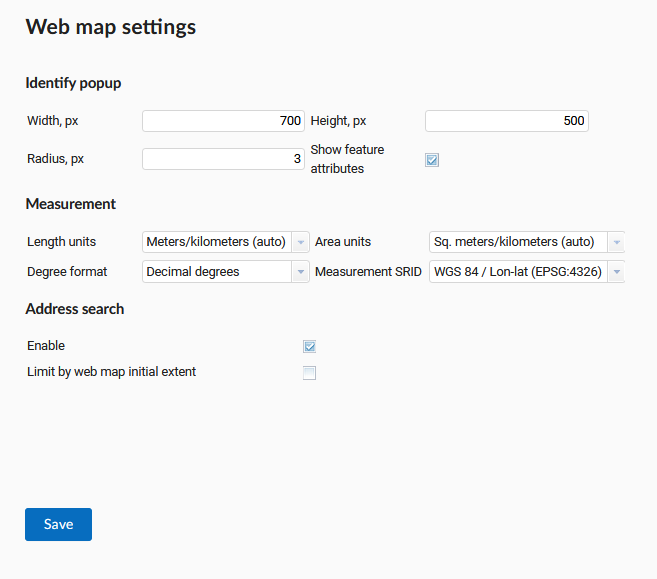 Web map settings
Identify popup
Width, px 700 Height, px 500
Radius, px 3 Show feature
attributes
Measurement
Length units Meters/kilometers (auto) Area units Sq. meters/kilometers (auto)
Degree format Decimal degrees Measurement SRID WGS 84 / Lon-lat (EPSG:4326)
Address search
Enable
Limit by web map initial extent
Save